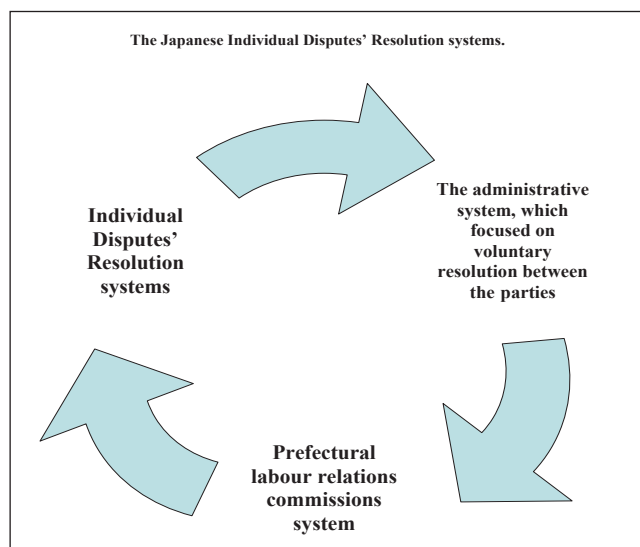 The Japanese Individual Disputes' Resolution systems.
Individual
Disputes'
Resolution
systems
The administrative
system, which
focused on
voluntary
resolution between
the parties
Prefectural
labour relations
commissions
system